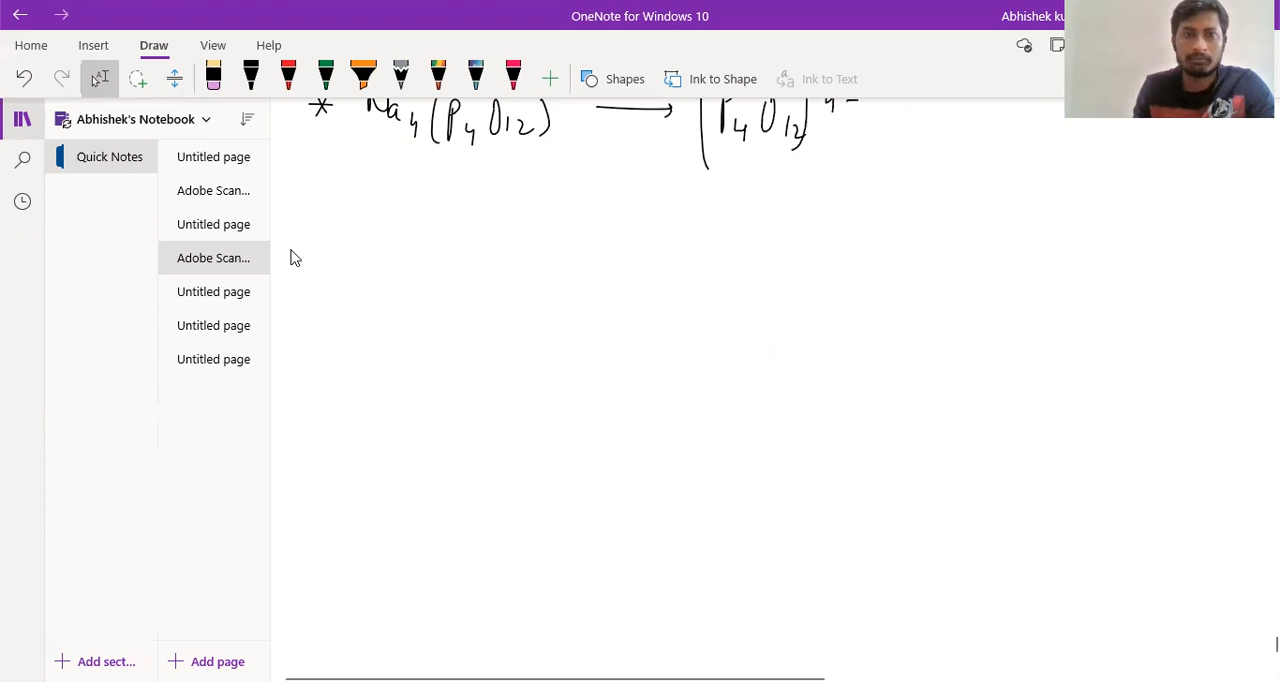 OneNote for Windows 10
Abhishek ku
Home Insert Draw View Help
Shapes Ink to Shape Ink to Text
* Na4(P4O12) ⟶ [P4O12]4-
Abhishek's Notebook
Quick Notes
Untitled page
Adobe Scan...
Untitled page
Adobe Scan...
Untitled page
Untitled page
Untitled page
+ Add sect... + Add page